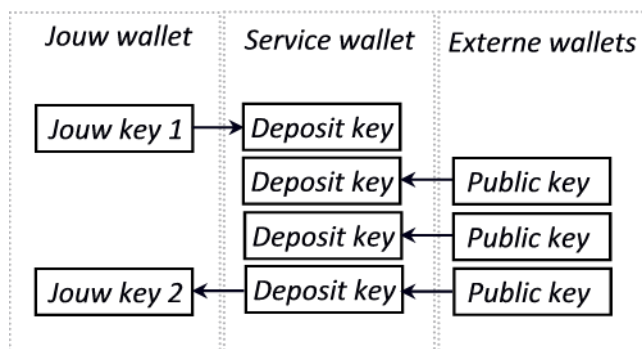 Jouw wallet
Service wallet
Externe wallets
Jouw key 1
Deposit key
Deposit key
Public key
Deposit key
Public key
Jouw key 2
Deposit key
Public key